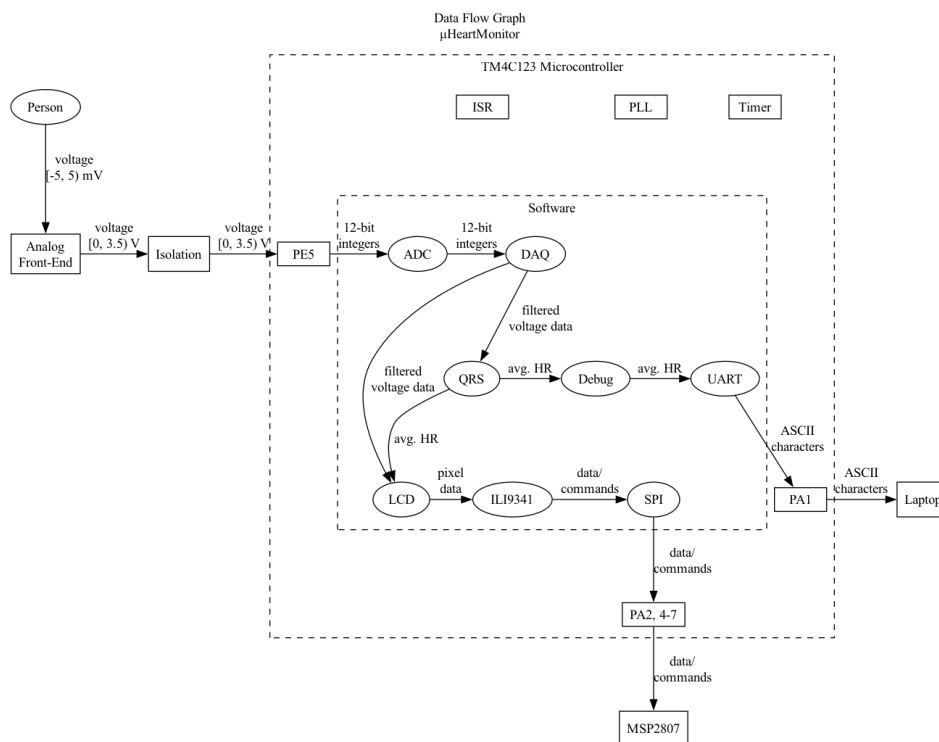 Data Flow Graph
µHeartMonitor
TM4C123 Microcontroller
ISR
PLL
Timer
Person
voltage
[-5, 5) mV
Software
Analog
Front-End
voltage
[0, 3.5) V
Isolation
voltage
[0, 3.5) V
PE5
12-bit
integers
ADC
12-bit
integers
DAQ
filtered
voltage data
filtered
voltage data
QRS
avg. HR
Debug
avg. HR
UART
avg. HR
ASCII
characters
LCD
pixel
data
ILI9341
data/
commands
SPI
PA1
ASCII
characters
Laptop
data/
commands
PA2, 4-7
data/
commands
MSP2807